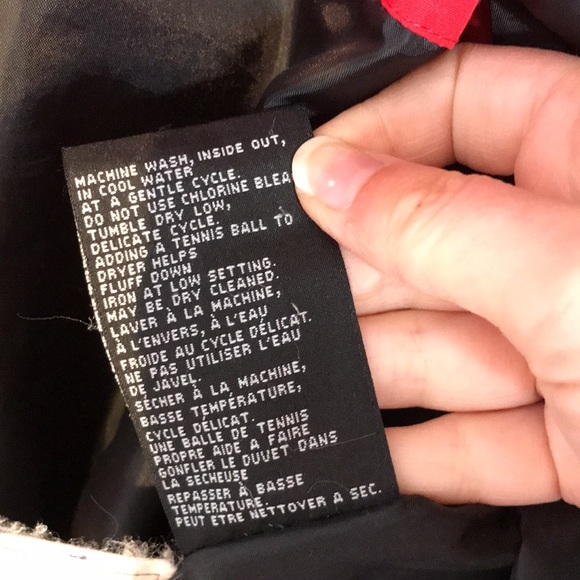 MACHINE WASH, INSIDE OUT,
IN COOL WATER
AT A GENTLE CYCLE.
DO NOT USE CHLORINE BLEA
TUMBLE DRY LOW,
DELICATE CYCLE.
ADDING A TENNIS BALL TO
DRYER HELPS
FLUFF DOWN
IRON AT LOW SETTING.
MAY BE DRY CLEANED.
LAVER À LA MACHINE,
À L'ENVERS, À L'EAU
FROIDE AU CYCLE DÉLICAT.
NE PAS UTILISER L'EAU
DE JAVEL.
SÉCHER À LA MACHINE,
BASSE TEMPÉRATURE,
CYCLE DÉLICAT.
UNE BALLE DE TENNIS
PROPRE AIDE A FAIRE
GONFLER LE DUVET DANS
LA SECHEUSE
REPASSER À BASSE
TEMPERATURE.
PEUT ETRE NETTOYER A SEC.